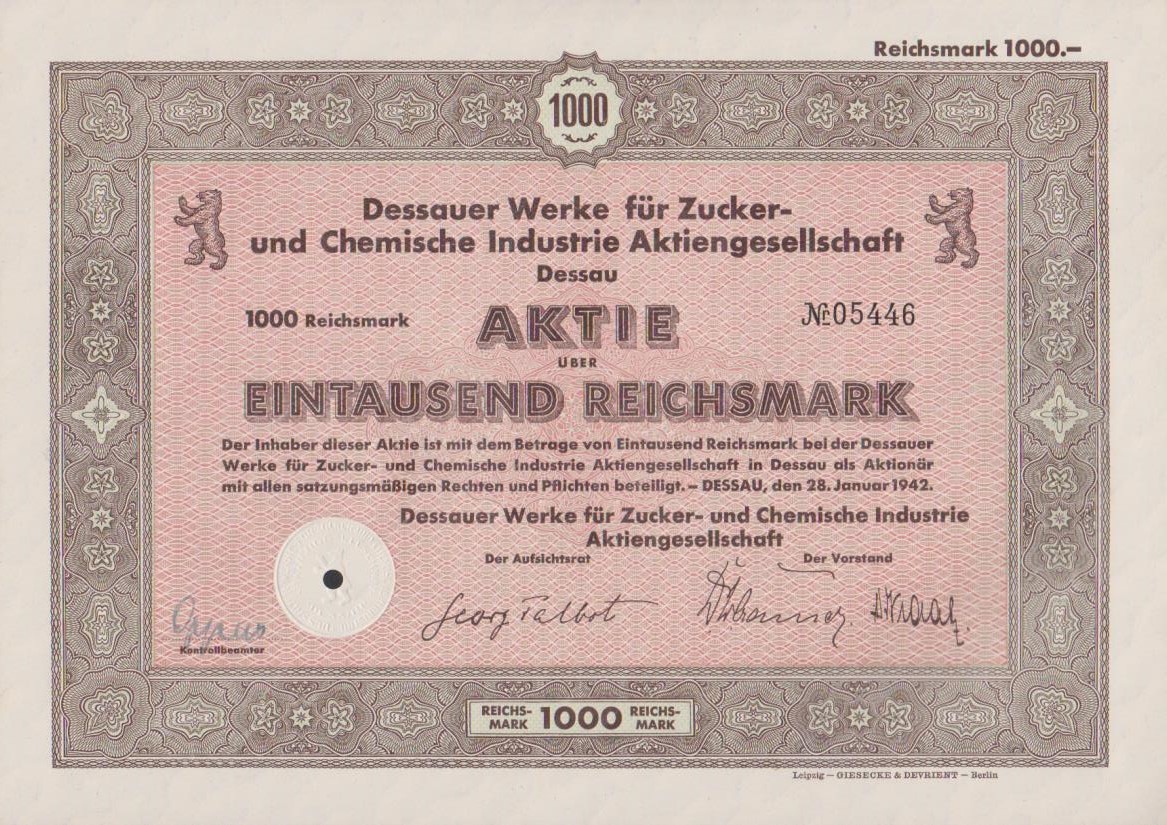 Reichsmark 1000.–
1000
Dessauer Werke für Zucker-
und Chemische Industrie Aktiengesellschaft
Dessau
1000 Reichsmark
AKTIE
№ 05446
ÜBER
EINTAUSEND REICHSMARK
Der Inhaber dieser Aktie ist mit dem Betrage von Eintausend Reichsmark bei der Dessauer
Werke für Zucker- und Chemische Industrie Aktiengesellschaft in Dessau als Aktionär
mit allen satzungsmäßigen Rechten und Pflichten beteiligt. – DESSAU, den 28. Januar 1942.
Dessauer Werke für Zucker- und Chemische Industrie
Aktiengesellschaft
Der Aufsichtsrat
Der Vorstand
Georg Talbot
Kontrollbeamter
REICHS-
MARK
1000
REICHS-
MARK
Leipzig – GIESECKE & DEVRIENT – Berlin